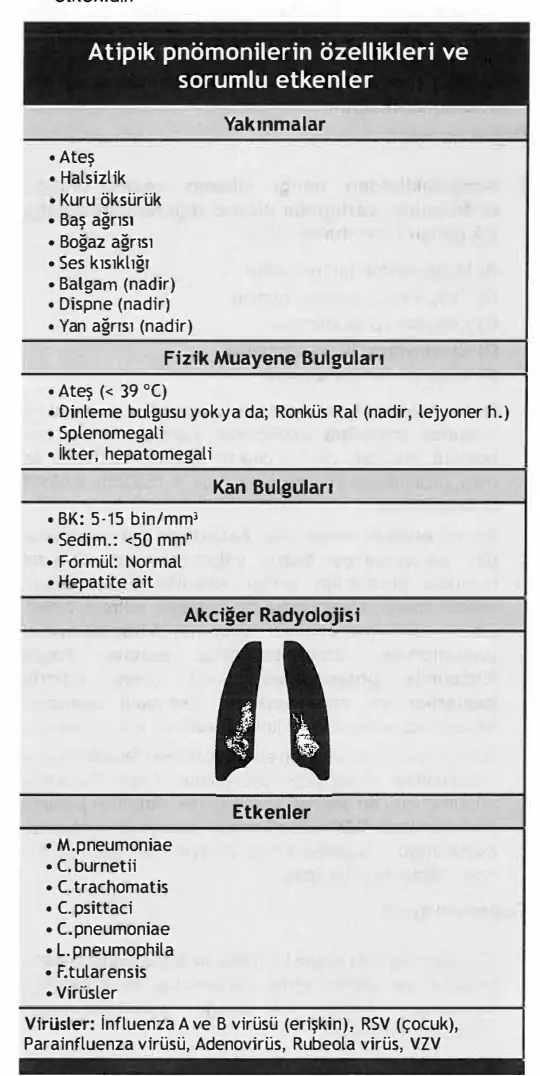 Atipik pnömonilerin özellikleri ve
sorumlu etkenler
Yakınmalar
• Ateş
• Halsizlik
• Kuru öksürük
• Baş ağrısı
• Boğaz ağrısı
• Ses kısıklığı
• Balgam (nadir)
• Dispne (nadir)
• Yan ağrısı (nadir)
Fizik Muayene Bulguları
• Ateş (< 39 °C)
• Dinleme bulgusu yok ya da; Ronküs Ral (nadir, lejyoner h.)
• Splenomegali
• İkter, hepatomegali
Kan Bulguları
• BK: 5-15 bin/mm³
• Sedim.: <50 mmʰ
• Formül: Normal
• Hepatite ait
Akciğer Radyolojisi
Etkenler
• M.pneumoniae
• C.burnetii
• C.trachomatis
• C.psittaci
• C.pneumoniae
• L.pneumophila
• F.tularensis
• Virüsler
Virüsler: İnfluenza A ve B virüsü (erişkin), RSV (çocuk),
Parainfluenza virüsü, Adenovirüs, Rubeola virüs, VZV